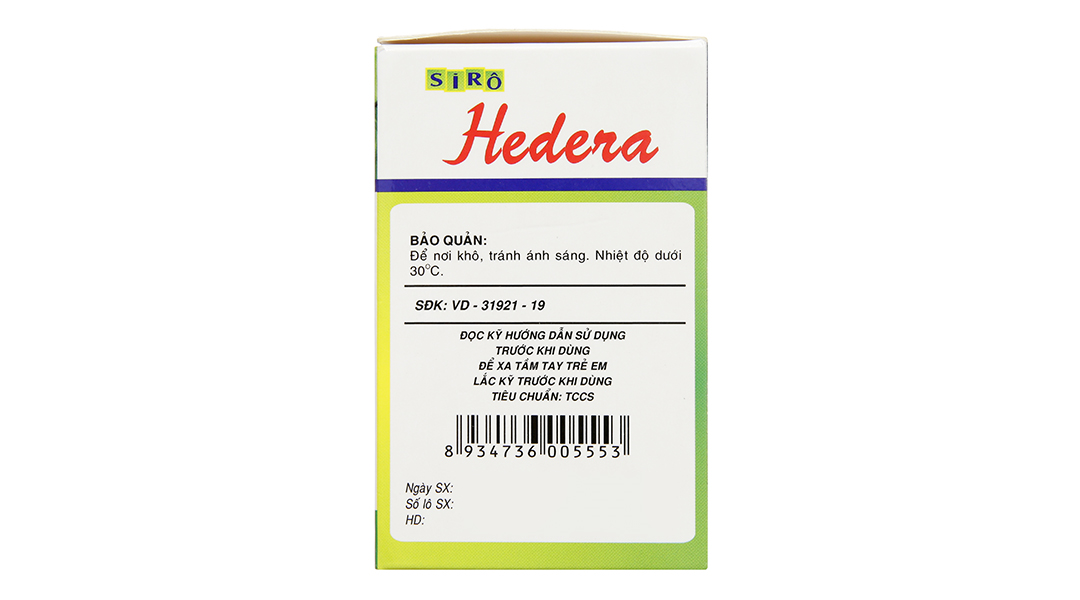 SIRÔ
Hedera
BẢO QUẢN:
Để nơi khô, tránh ánh sáng. Nhiệt độ dưới
30°C.
SĐK: VD - 31921 - 19
ĐỌC KỸ HƯỚNG DẪN SỬ DỤNG
TRƯỚC KHI DÙNG
ĐỂ XA TẦM TAY TRẺ EM
LẮC KỸ TRƯỚC KHI DÙNG
TIÊU CHUẨN: TCCS
8 934736 005553
Ngày SX:
Số lô SX:
HD: